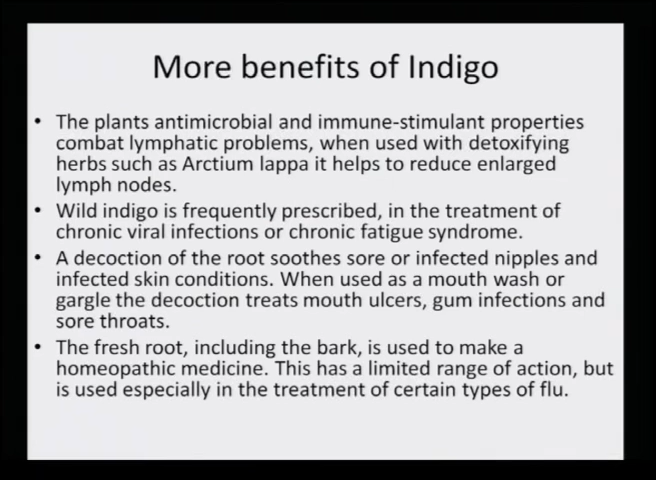 More benefits of Indigo
• The plants antimicrobial and immune-stimulant properties
combat lymphatic problems, when used with detoxifying
herbs such as Arctium lappa it helps to reduce enlarged
lymph nodes.
• Wild indigo is frequently prescribed, in the treatment of
chronic viral infections or chronic fatigue syndrome.
• A decoction of the root soothes sore or infected nipples and
infected skin conditions. When used as a mouth wash or
gargle the decoction treats mouth ulcers, gum infections and
sore throats.
• The fresh root, including the bark, is used to make a
homeopathic medicine. This has a limited range of action, but
is used especially in the treatment of certain types of flu.